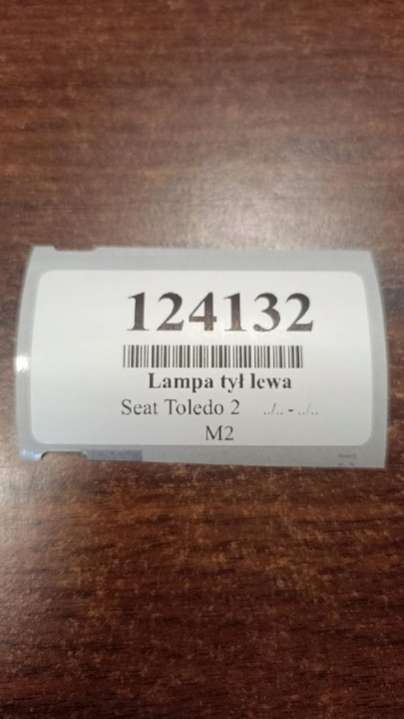 124132
Lampa tył lewa
Seat Toledo 2 ../.. - ../..
M2